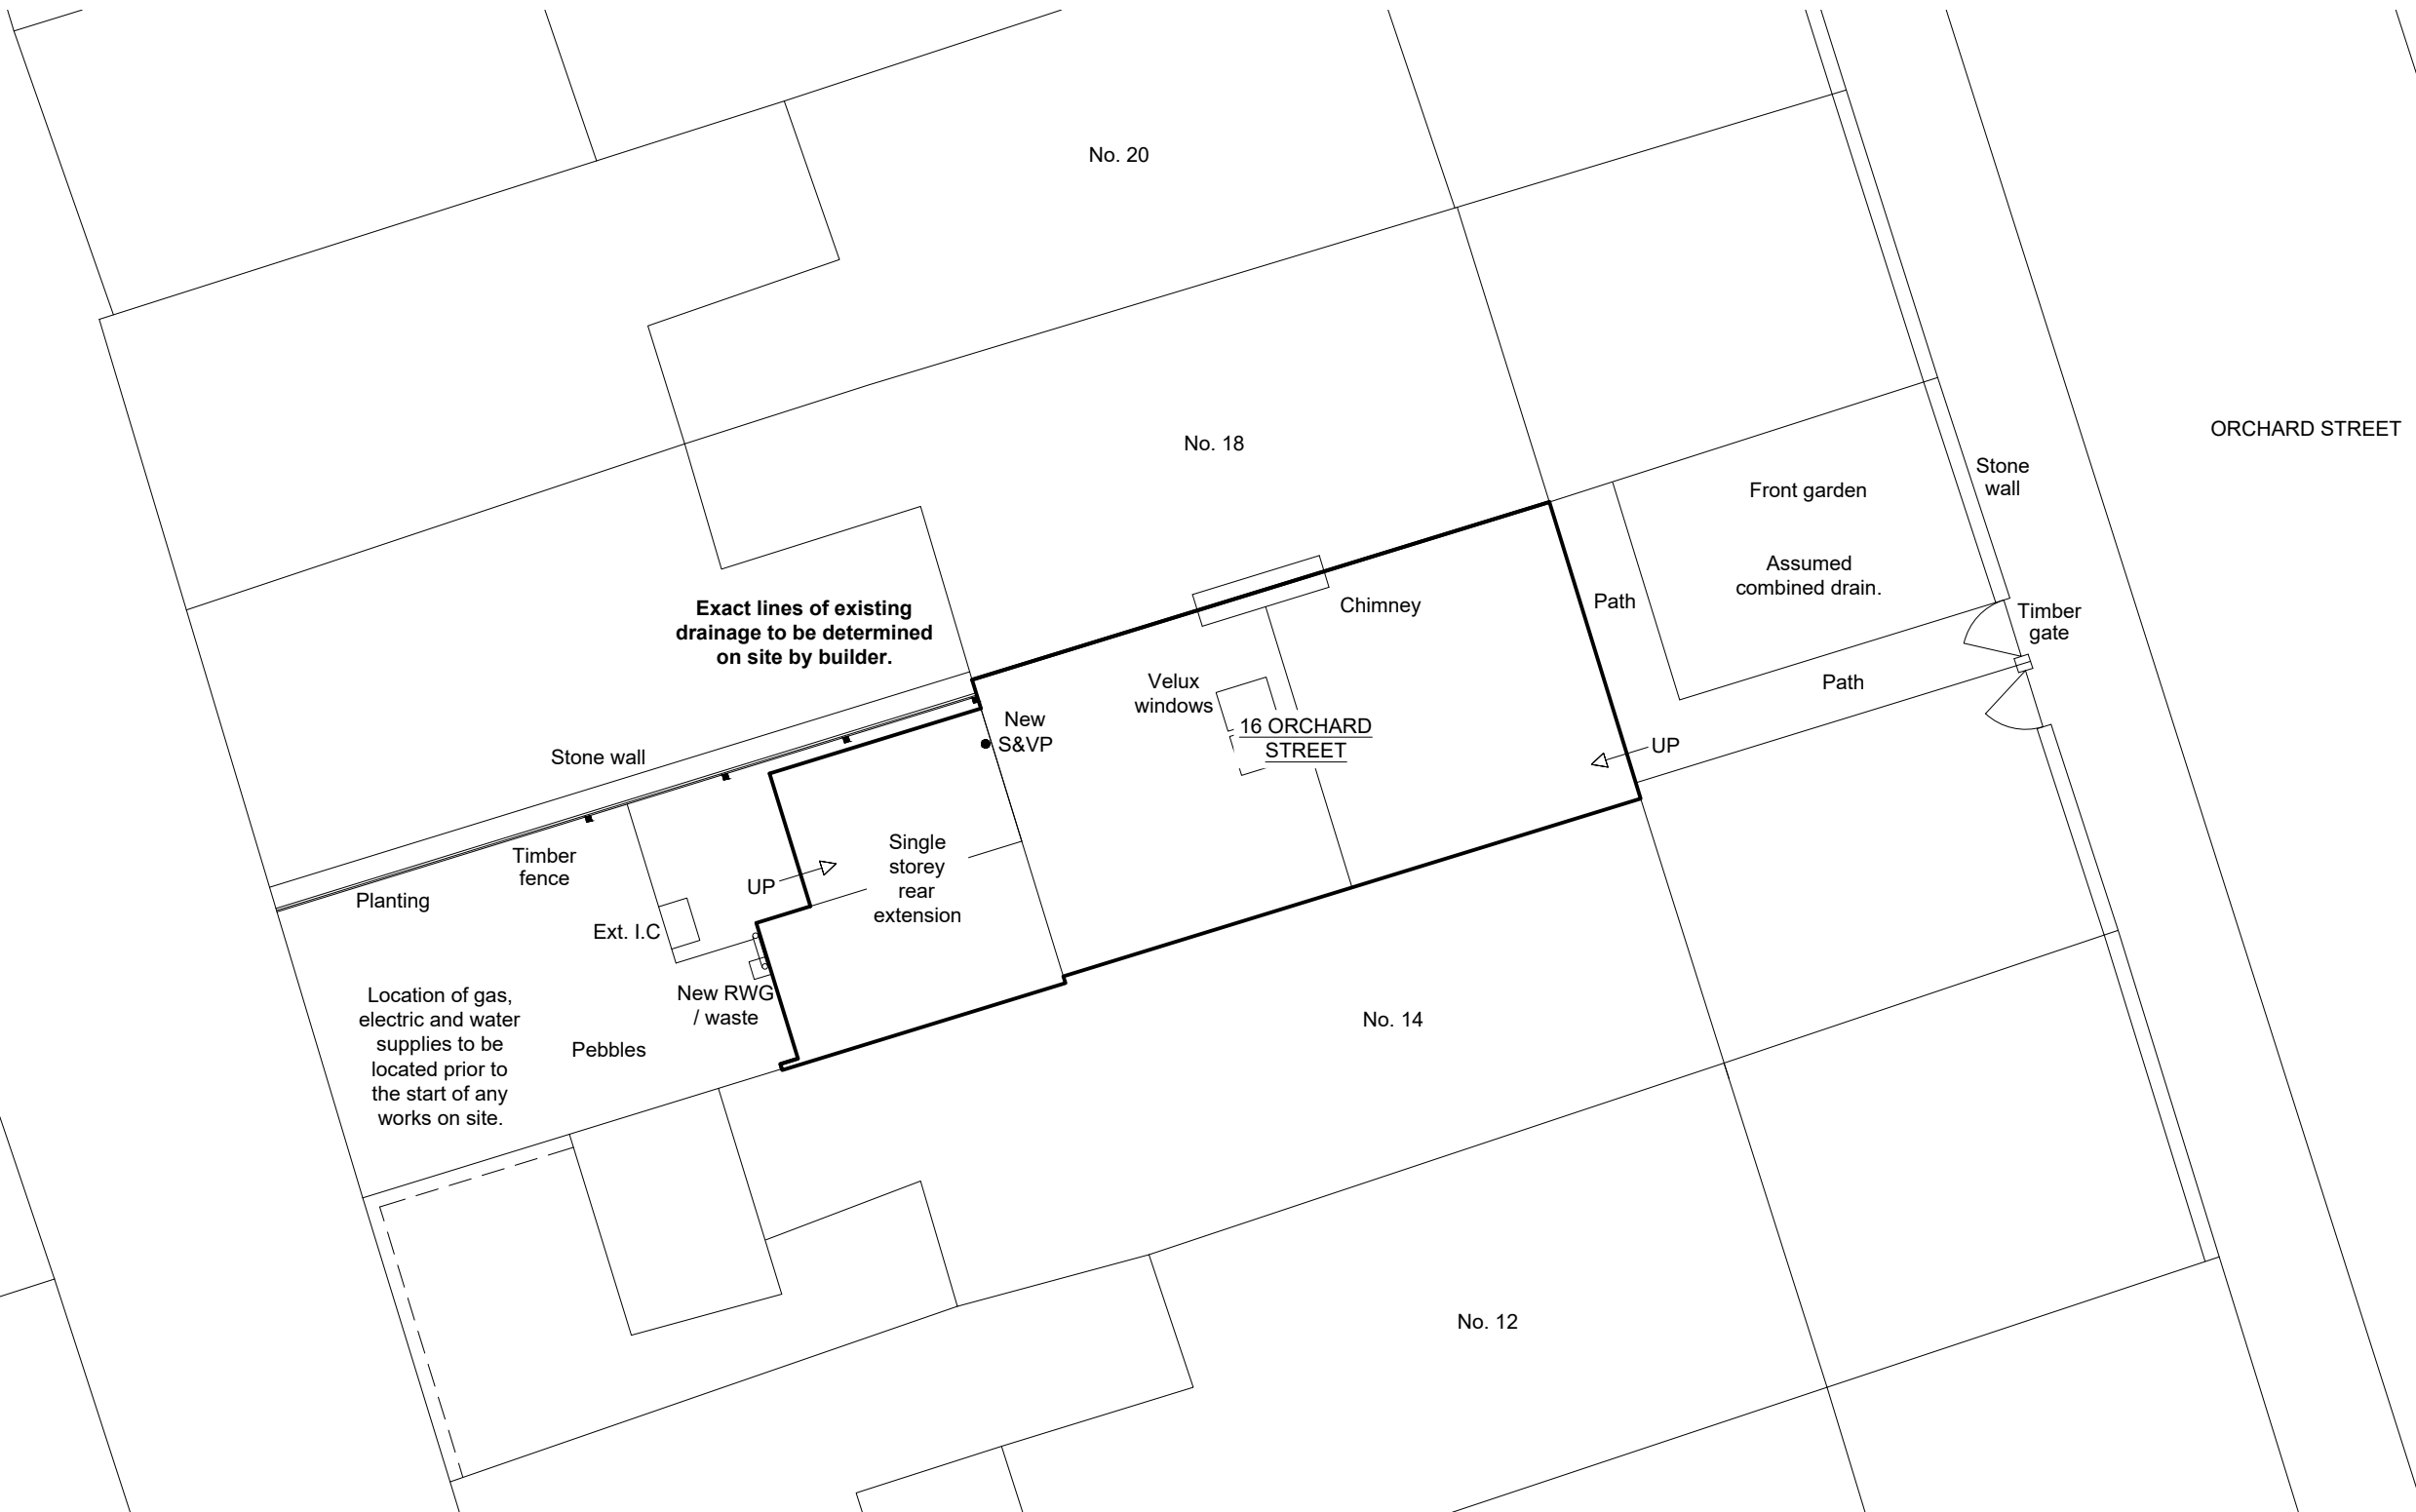 No. 20
No. 18
ORCHARD STREET
Stone
wall
Front garden
Assumed
combined drain.
Exact lines of existing
drainage to be determined
on site by builder.
Chimney
Path
Timber
gate
Velux
windows
Path
New
S&VP
16 ORCHARD
STREET
UP
Stone wall
Single
storey
rear
extension
Timber
fence
UP
Planting
Ext. I.C
Location of gas,
electric and water
supplies to be
located prior to
the start of any
works on site.
New RWG
/ waste
Pebbles
No. 14
No. 12